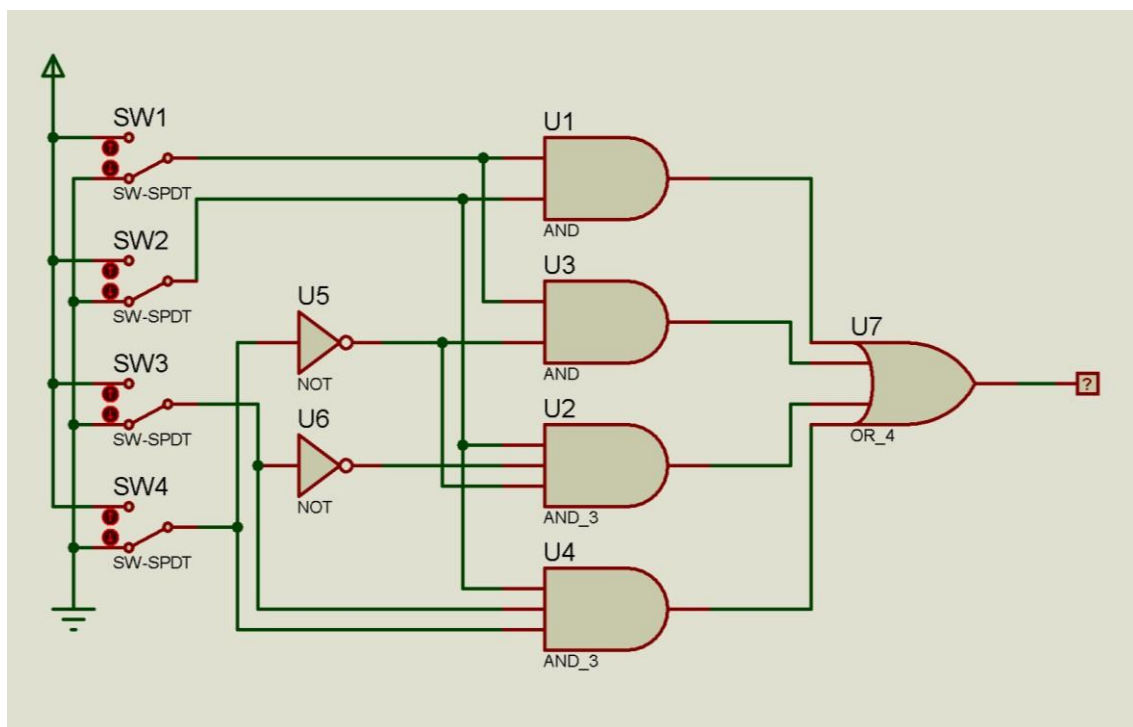 SW1
SW-SPDT
SW2
SW-SPDT
SW3
SW-SPDT
SW4
SW-SPDT
U5
NOT
U6
NOT
U1
AND
U3
AND
U2
AND_3
U4
AND_3
U7
OR_4
?